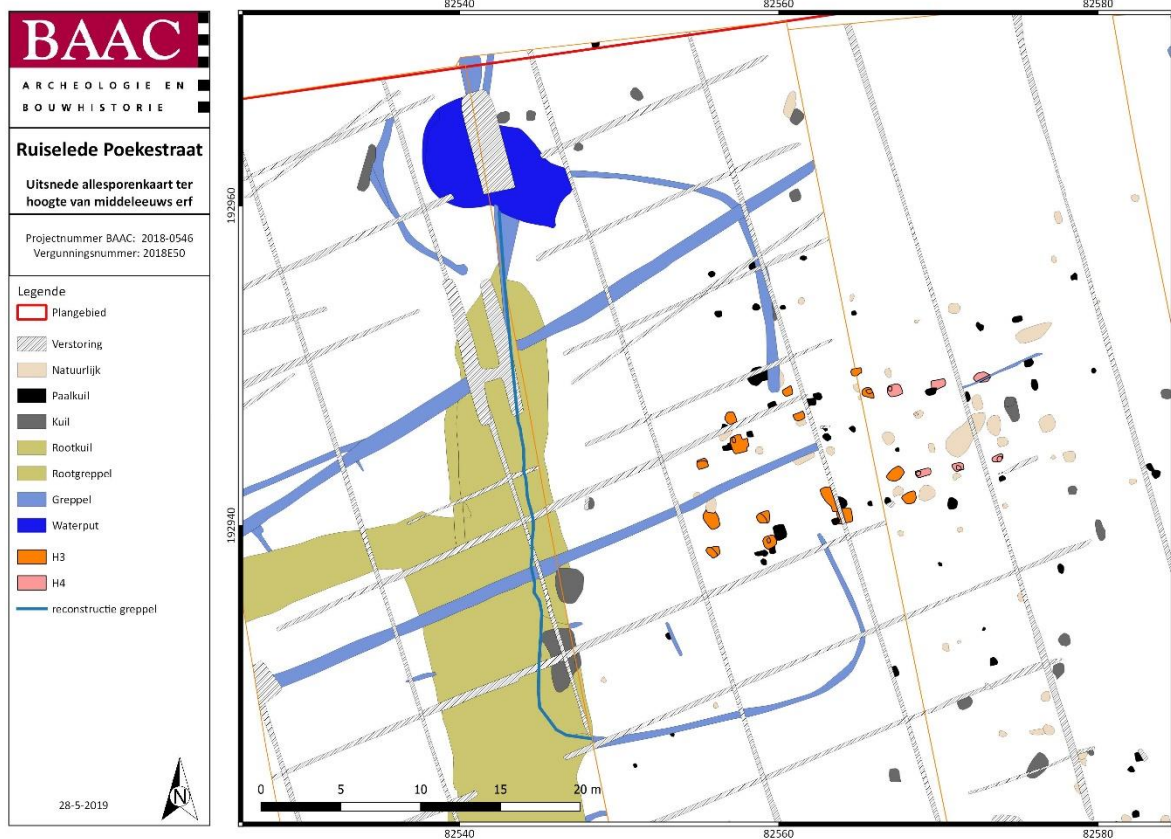 BAAC
ARCHEOLOGIE EN
BOUWHISTORIE
Ruiselede Poekestraat
Uitsnede allesporenkaart ter
hoogte van middeleeuws erf
Projectnummer BAAC: 2018-0546
Vergunningsnummer: 2018E50
Legende
Plangebied
Verstoring
Natuurlijk
Paalkuil
Kuil
Rootkuil
Rootgreppel
Greppel
Waterput
H3
H4
reconstructie greppel
28-5-2019
N
82540
82560
82580
192960
192940
0 5 10 15 20 m
82540
82560
82580